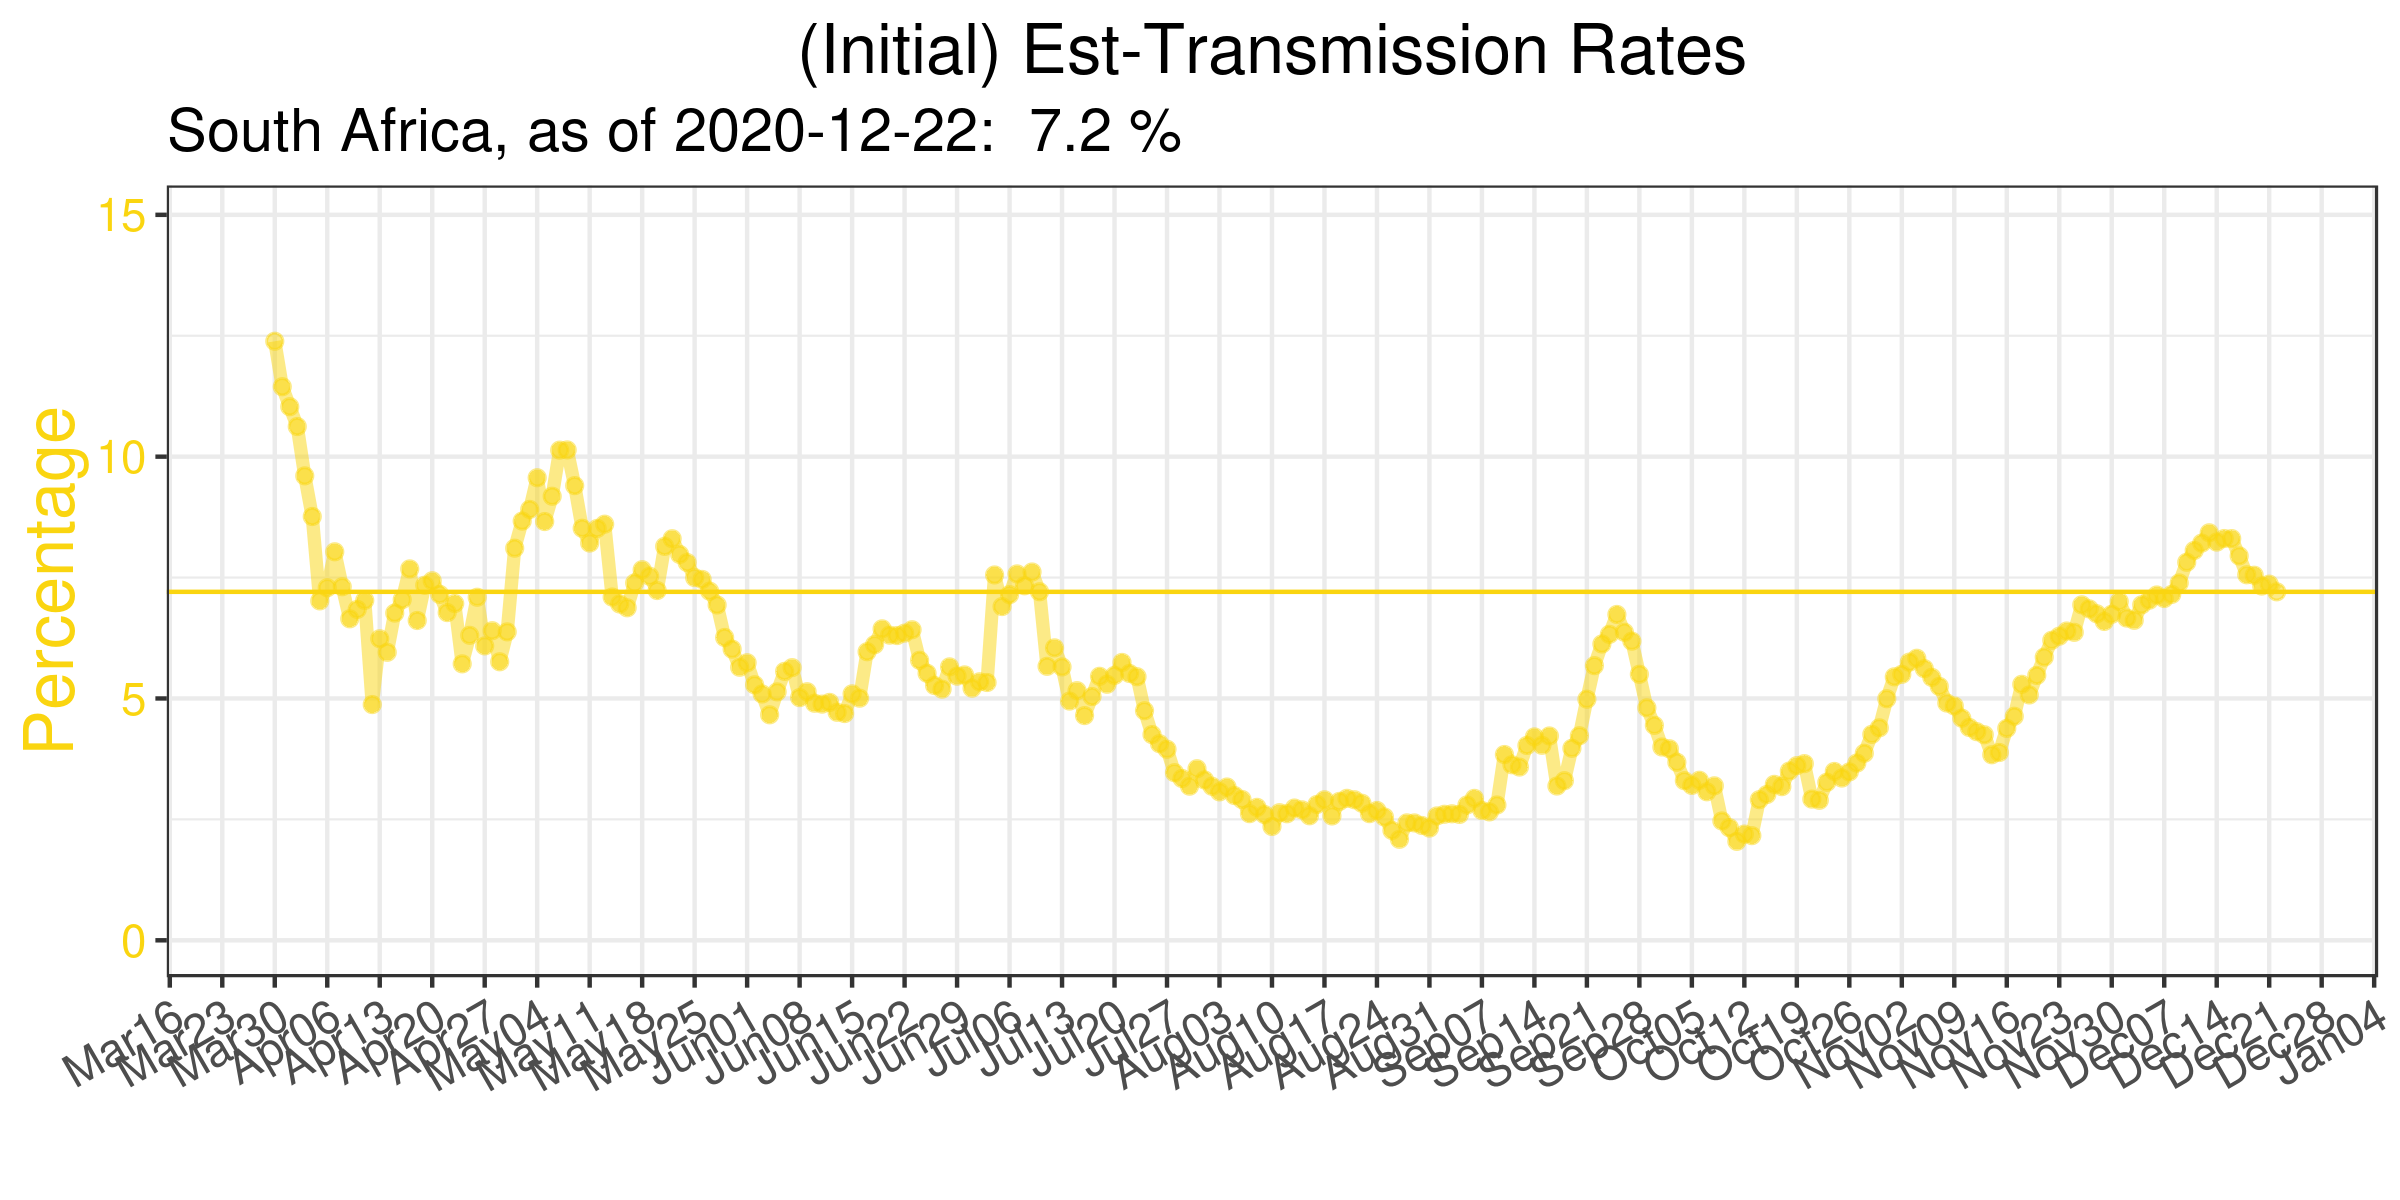 (Initial) Est-Transmission Rates
South Africa, as of 2020-12-22:  7.2 %
Percentage
15
10
5
0
Mar16 Mar23 Mar30 Apr06 Apr13 Apr20 Apr27 May04 May11 May18 May25 Jun01 Jun08 Jun15 Jun22 Jun29 Jul06 Jul13 Jul20 Jul27 Aug03 Aug10 Aug17 Aug24 Aug31 Sep07 Sep14 Sep21 Sep28 Oct05 Oct12 Oct19 Oct26 Nov02 Nov09 Nov16 Nov23 Nov30 Dec07 Dec14 Dec21 Dec28 Jan04